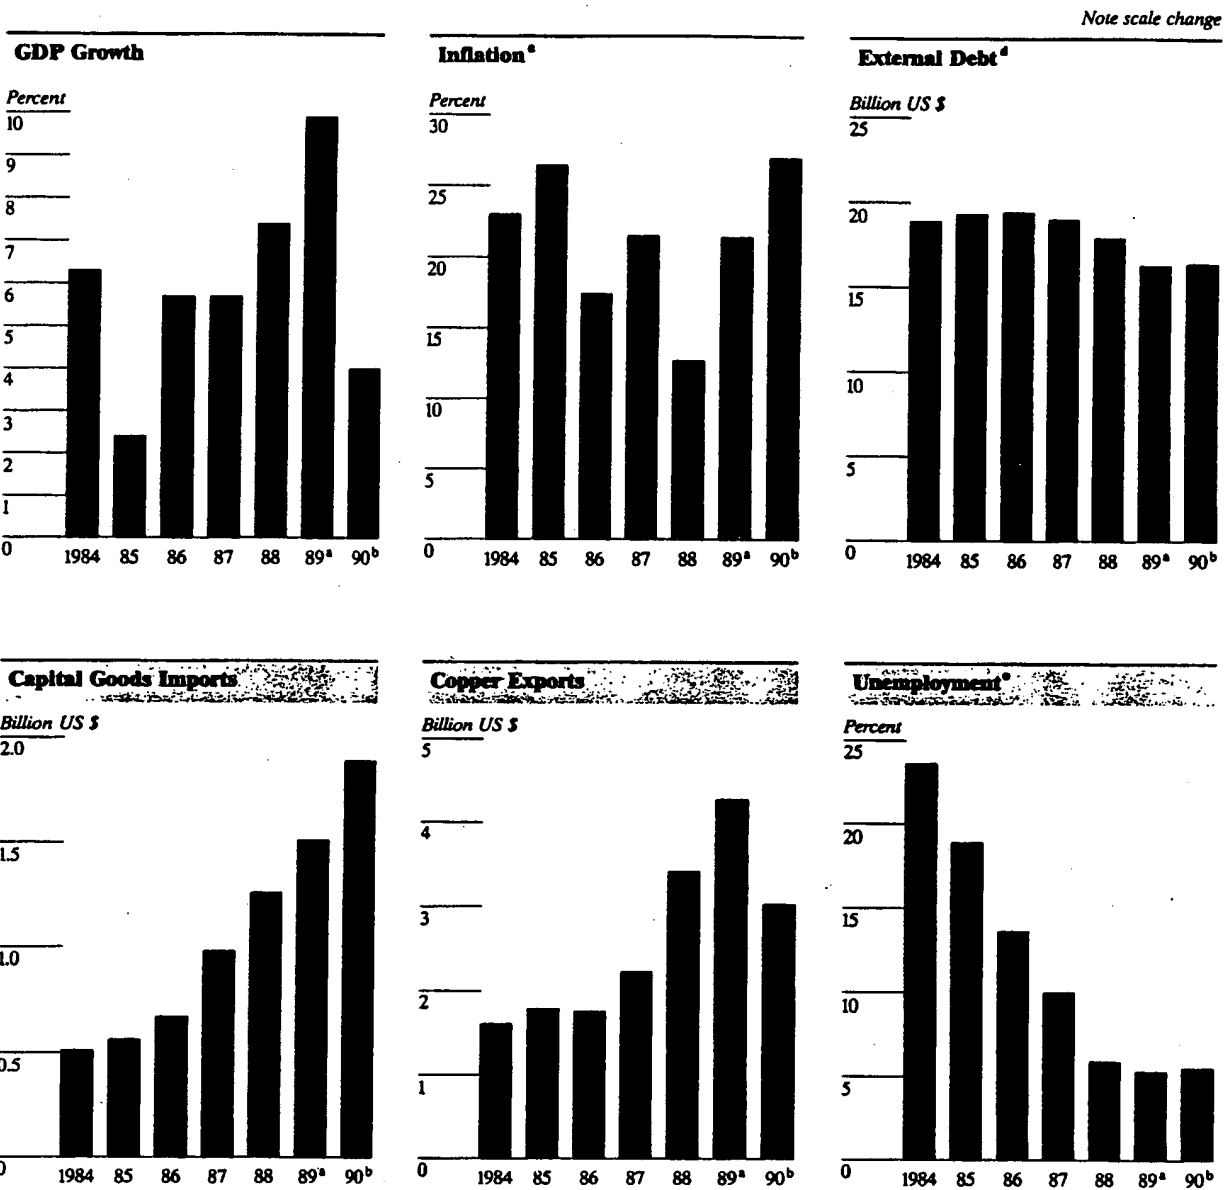 Note scale change
GDP Growth
Percent
10
9
8
7
6
5
4
3
2
1
0
1984 85 86 87 88 89ᵃ 90ᵇ
Inflation ᶜ
Percent
30
25
20
15
10
5
0
1984 85 86 87 88 89ᵃ 90ᵇ
External Debt ᵈ
Billion US $
25
20
15
10
5
0
1984 85 86 87 88 89ᵃ 90ᵇ
Capital Goods Imports
Billion US $
2.0
1.5
1.0
0.5
0
1984 85 86 87 88 89ᵃ 90ᵇ
Copper Exports
Billion US $
5
4
3
2
1
0
1984 85 86 87 88 89ᵃ 90ᵇ
Unemployment ᵉ
Percent
25
20
15
10
5
0
1984 85 86 87 88 89ᵃ 90ᵇ